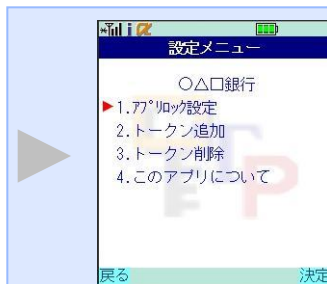 設定メニュー
○△□銀行
1.ｱﾌﾟﾘﾛｯｸ設定
2.トークン追加
3.トークン削除
4.このアプリについて
戻る 決定